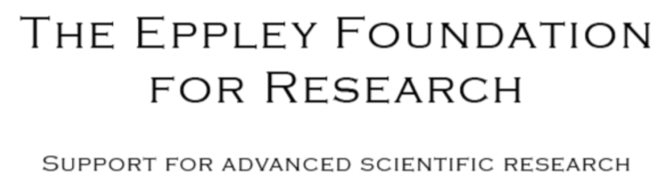 The Eppley Foundation
for Research
Support for advanced scientific research